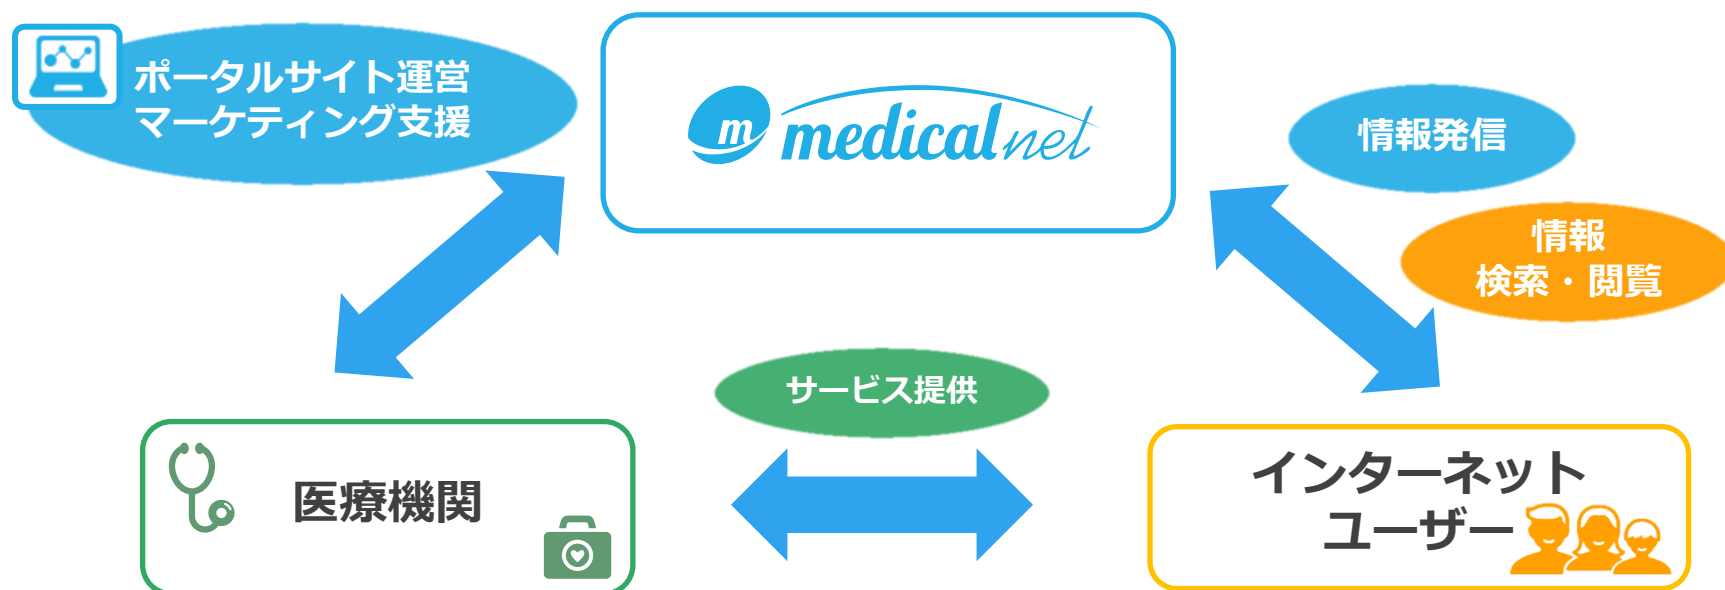 ポータルサイト運営
マーケティング支援
m medicalnet
情報発信
情報
検索・閲覧
サービス提供
医療機関
インターネット
ユーザー